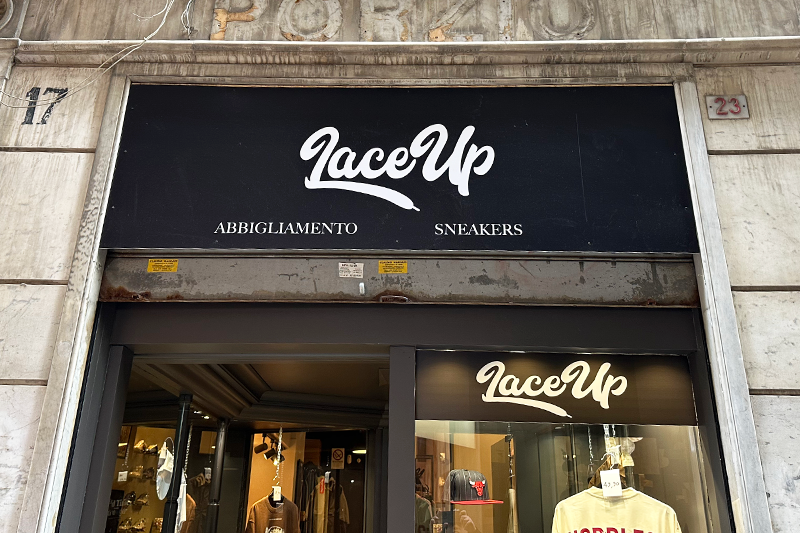 17
23
LaceUp
ABBIGLIAMENTO SNEAKERS
LaceUp